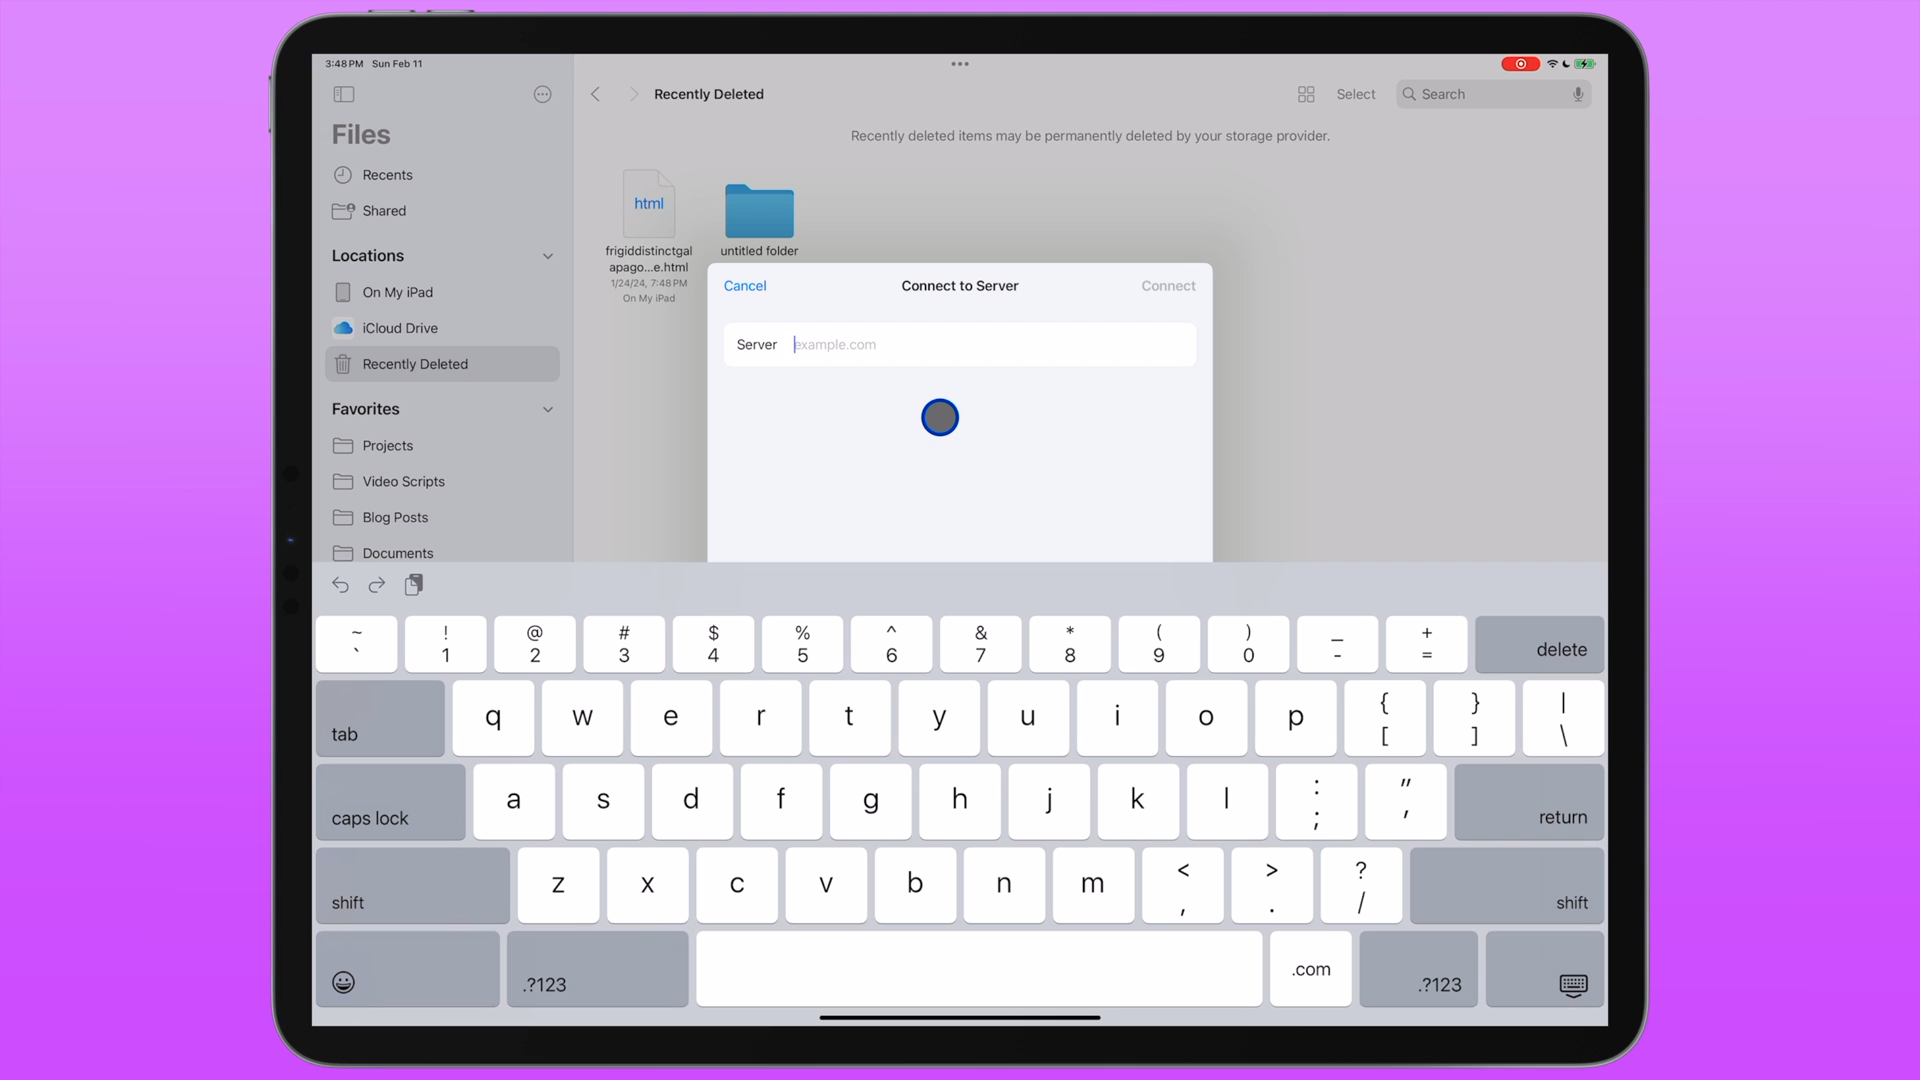 3:48 PM Sun Feb 11
Files
Recents
Shared
Locations
On My iPad
iCloud Drive
Recently Deleted
Favorites
Projects
Video Scripts
Blog Posts
Documents
Recently Deleted
Select
Search
Recently deleted items may be permanently deleted by your storage provider.
html
frigiddistinctgal
apago...e.html
1/24/24, 7:48 PM
On My iPad
untitled folder
Cancel
Connect to Server
Connect
Server example.com
~ ! @ # $ % ^ & * ( ) _ +
` 1 2 3 4 5 6 7 8 9 0 - = delete
tab q w e r t y u i o p { [ } ] | \
caps lock a s d f g h j k l : ; " ' return
shift z x c v b n m < , > . ? / shift
.?123 .com .?123